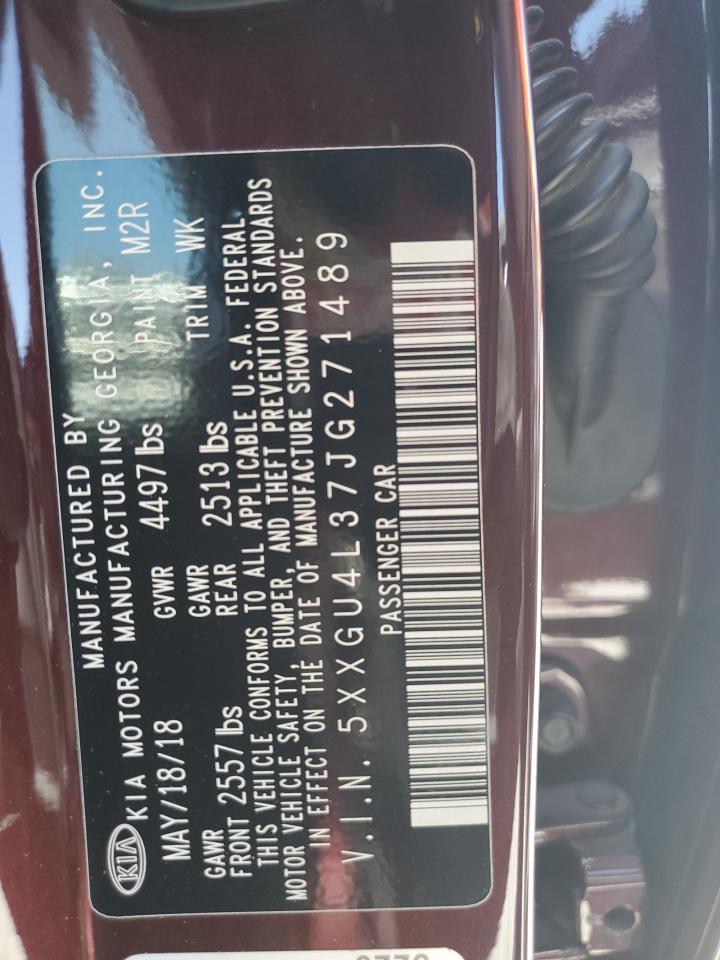 MANUFACTURED BY
KIA KIA MOTORS MANUFACTURING GEORGIA, INC.
MAY/18/18 GVWR 4497 lbs PAINT M2R
GAWR FRONT 2557 lbs GAWR REAR 2513 lbs TRIM WK
THIS VEHICLE CONFORMS TO ALL APPLICABLE U.S.A. FEDERAL
MOTOR VEHICLE SAFETY, BUMPER, AND THEFT PREVENTION STANDARDS
IN EFFECT ON THE DATE OF MANUFACTURE SHOWN ABOVE.
V.I.N. 5XXGU4L37JG271489
PASSENGER CAR